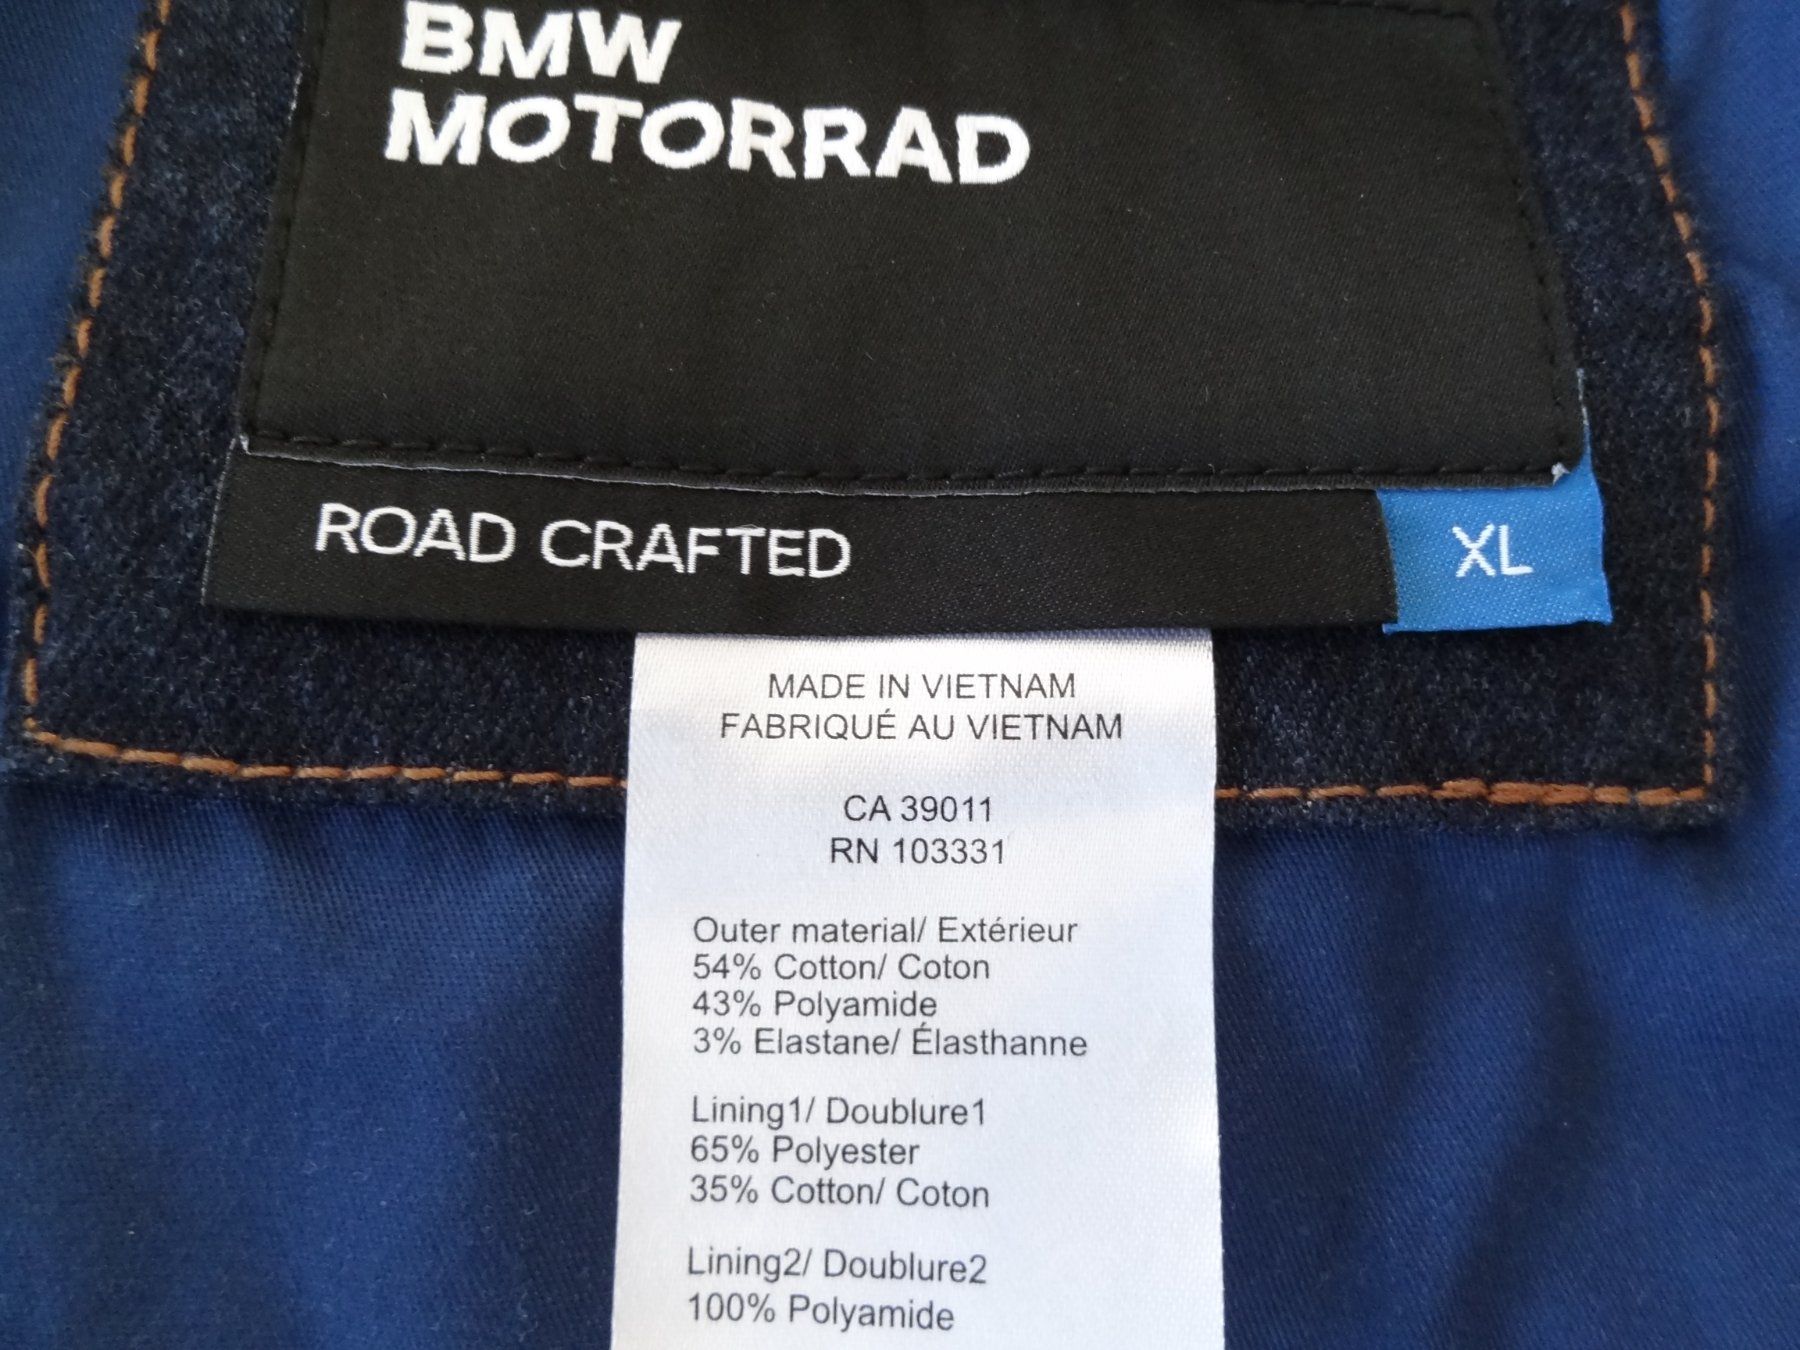 BMW
MOTORRAD
ROAD CRAFTED
XL
MADE IN VIETNAM
FABRIQUÉ AU VIETNAM
CA 39011
RN 103331
Outer material/ Extérieur
54% Cotton/ Coton
43% Polyamide
3% Elastane/ Élasthanne
Lining1/ Doublure1
65% Polyester
35% Cotton/ Coton
Lining2/ Doublure2
100% Polyamide